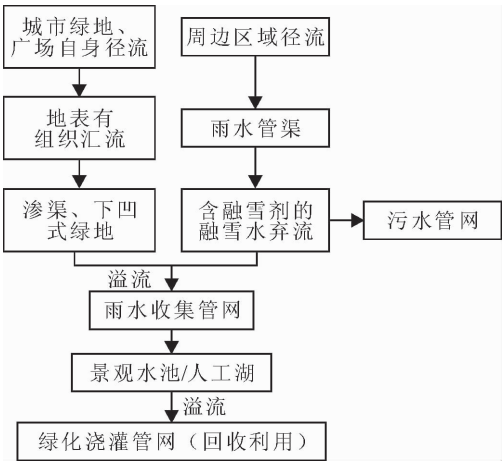 城市绿地、
广场自身径流
周边区域径流
地表有
组织汇流
雨水管渠
渗渠、下凹
式绿地
含融雪剂的
融雪水弃流
污水管网
溢流
雨水收集管网
景观水池/人工湖
溢流
绿化浇灌管网（回收利用）